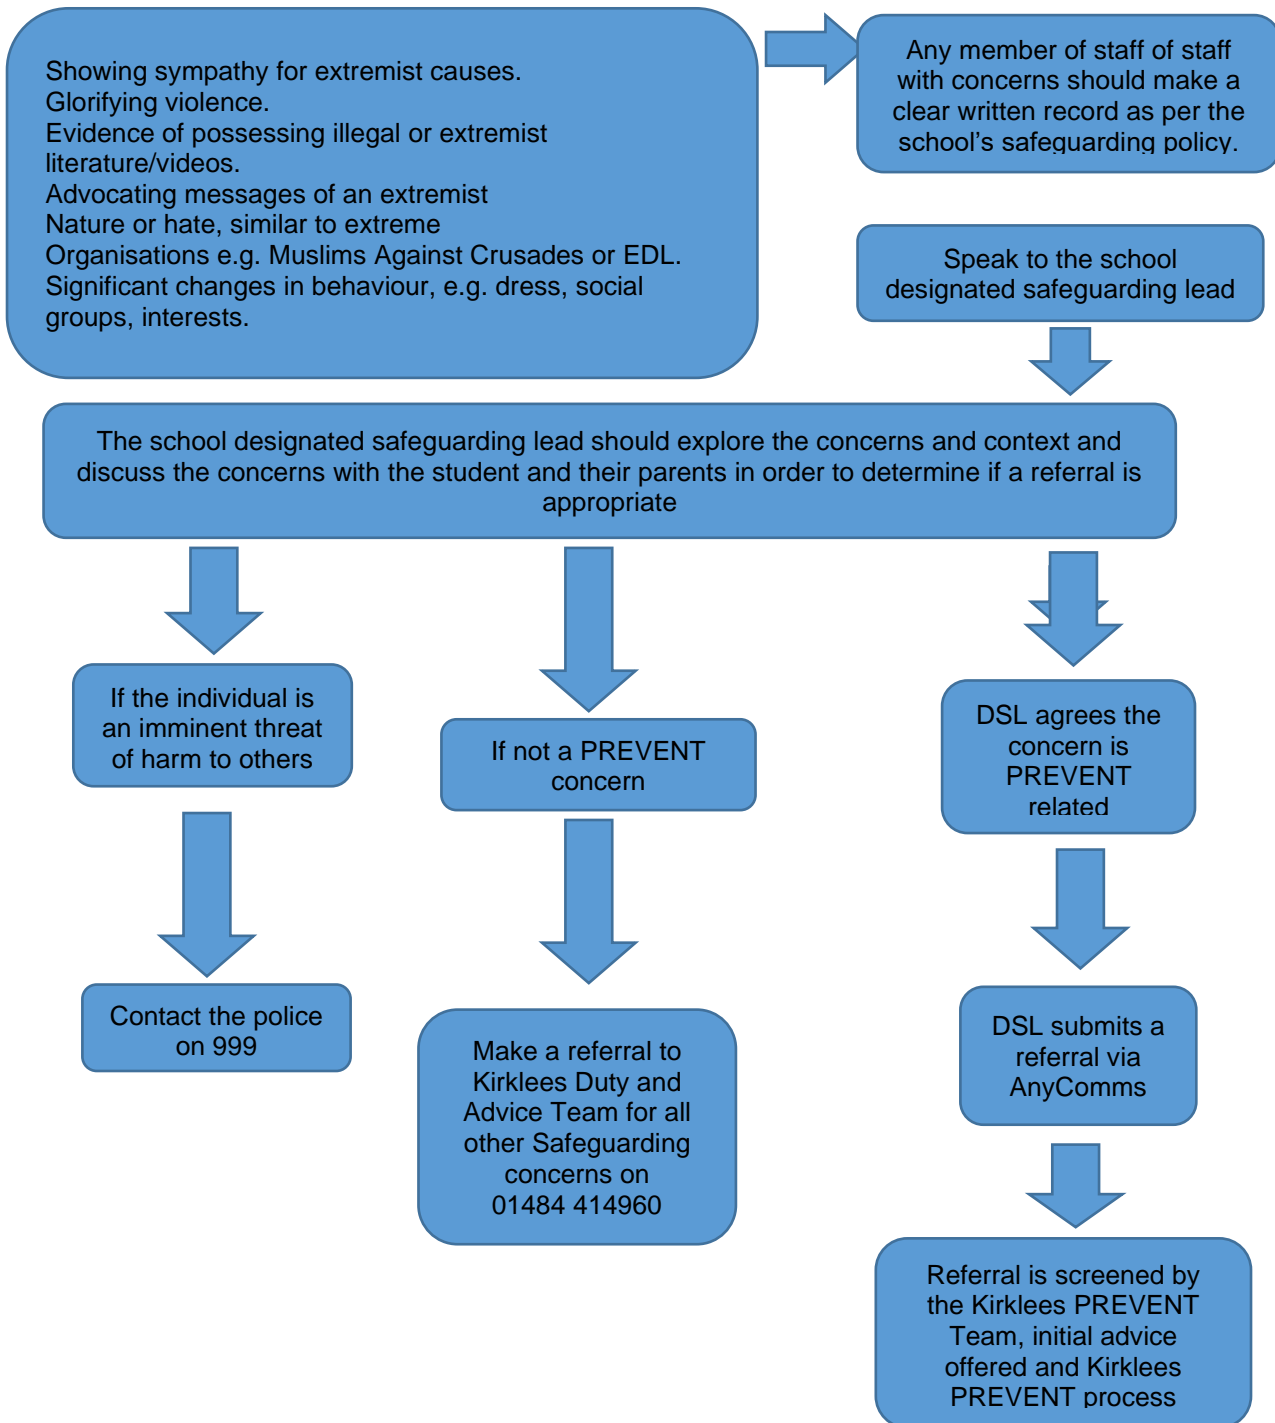 Showing sympathy for extremist causes.
Glorifying violence.
Evidence of possessing illegal or extremist
literature/videos.
Advocating messages of an extremist
Nature or hate, similar to extreme
Organisations e.g. Muslims Against Crusades or EDL.
Significant changes in behaviour, e.g. dress, social
groups, interests.
Any member of staff of staff
with concerns should make a
clear written record as per the
school’s safeguarding policy.
Speak to the school
designated safeguarding lead
The school designated safeguarding lead should explore the concerns and context and
discuss the concerns with the student and their parents in order to determine if a referral is
appropriate
If the individual is
an imminent threat
of harm to others
If not a PREVENT
concern
DSL agrees the
concern is
PREVENT
related
Contact the police
on 999
Make a referral to
Kirklees Duty and
Advice Team for all
other Safeguarding
concerns on
01484 414960
DSL submits a
referral via
AnyComms
Referral is screened by
the Kirklees PREVENT
Team, initial advice
offered and Kirklees
PREVENT process